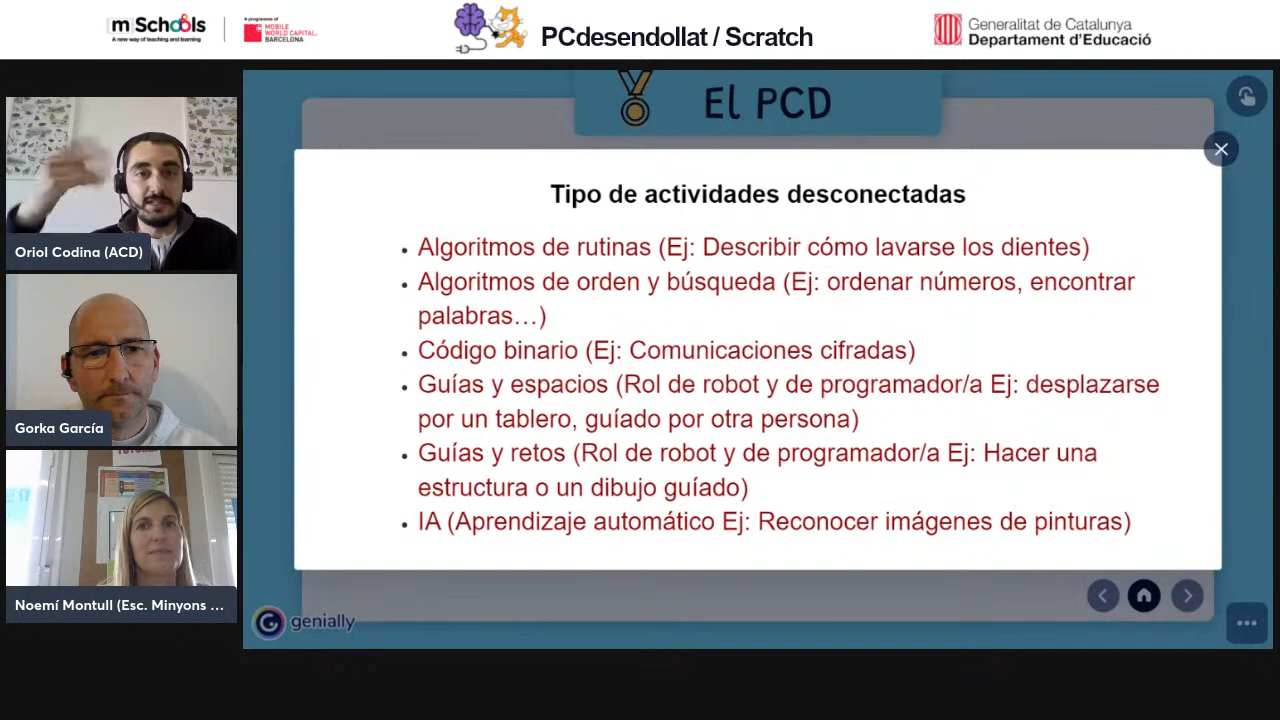 mSchools
A new way of teaching and learning
A programme of
MOBILE
WORLD CAPITAL
BARCELONA
PCdesendollat / Scratch
Generalitat de Catalunya
Departament d'Educació
El PCD
Tipo de actividades desconectadas
• Algoritmos de rutinas (Ej: Describir cómo lavarse los dientes)
• Algoritmos de orden y búsqueda (Ej: ordenar números, encontrar
palabras…)
• Código binario (Ej: Comunicaciones cifradas)
• Guías y espacios (Rol de robot y de programador/a Ej: desplazarse
por un tablero, guíado por otra persona)
• Guías y retos (Rol de robot y de programador/a Ej: Hacer una
estructura o un dibujo guíado)
• IA (Aprendizaje automático Ej: Reconocer imágenes de pinturas)
Oriol Codina (ACD)
Gorka García
Noemí Montull (Esc. Minyons ...
genially